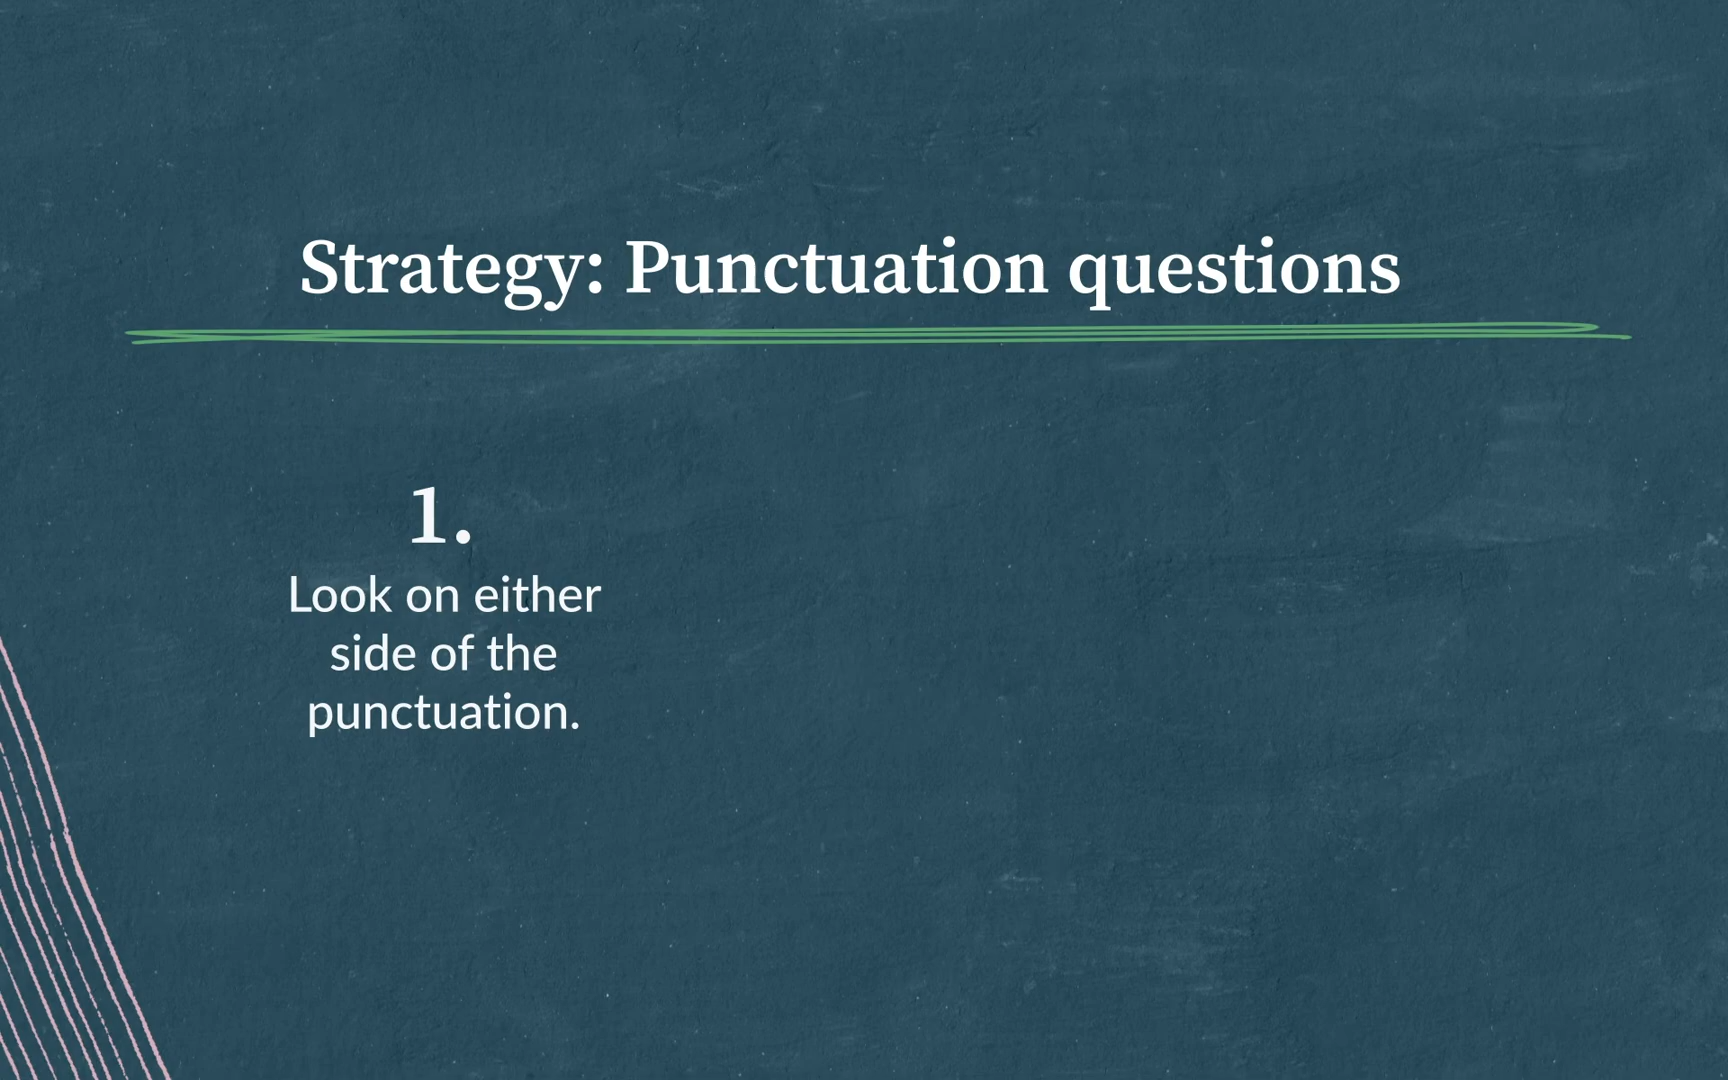 Strategy: Punctuation questions
1.
Look on either
side of the
punctuation.